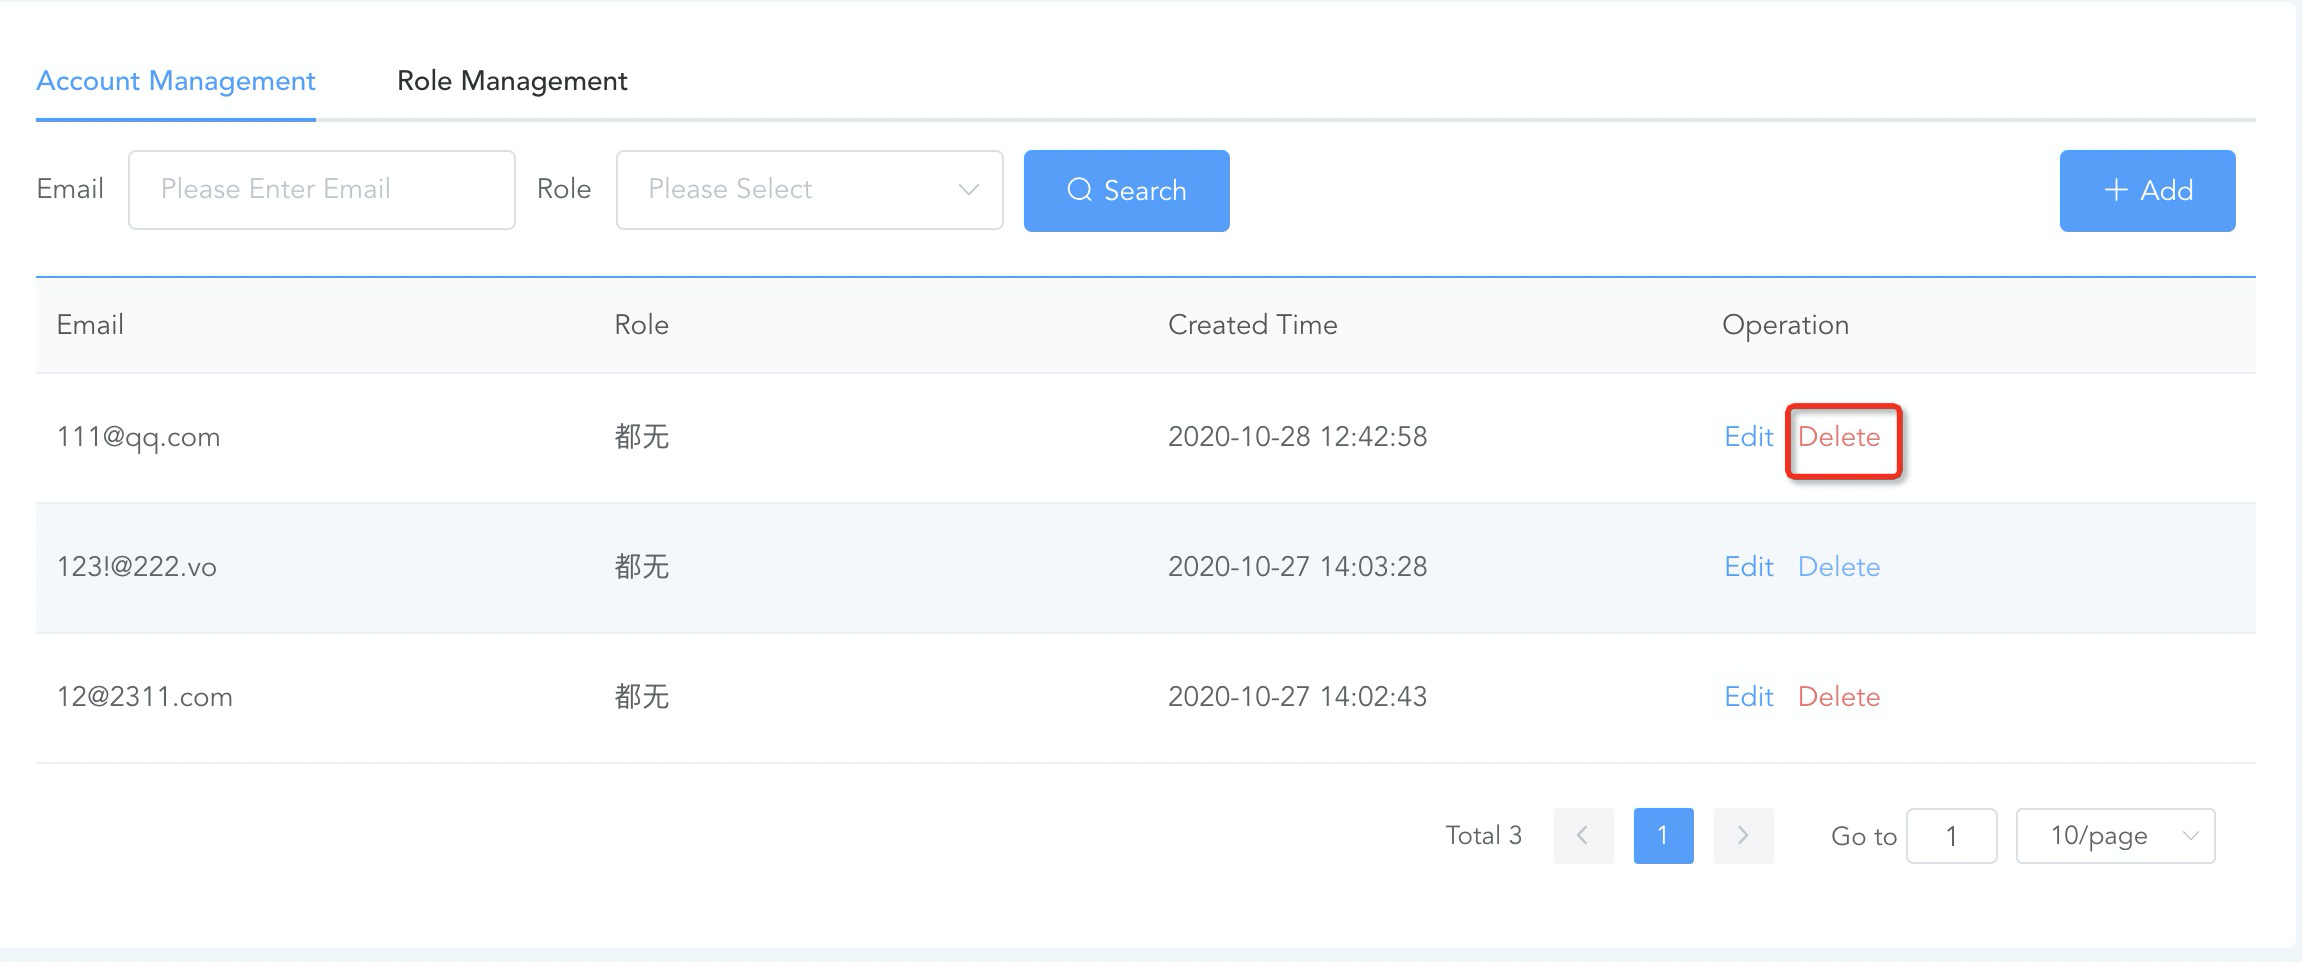 Account Management Role Management
Email Please Enter Email Role Please Select Search Add
Email Role Created Time Operation
111@qq.com 都无 2020-10-28 12:42:58 Edit Delete
123!@222.vo 都无 2020-10-27 14:03:28 Edit Delete
12@2311.com 都无 2020-10-27 14:02:43 Edit Delete
Total 3 1 Go to 1 10/page